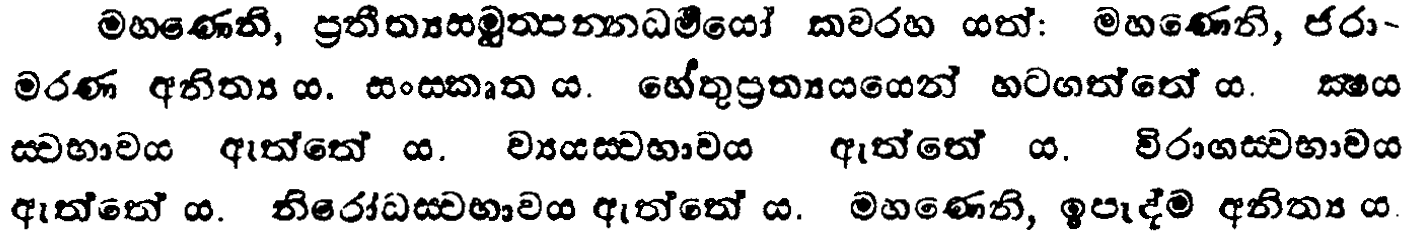 මහණෙනි, ප්‍රතීත්‍යසමුත්පන්නධර්‍මයෝ කවරහ යත්: මහණෙනි, ජරා-
මරණ අනිත්‍ය ය. සංස්කෘත ය. හේතුප්‍රත්‍යයයෙන් හටගත්තේ ය. ක්‍ෂය
ස්වභාවය ඇත්තේ ය. ව්‍යයස්වභාවය ඇත්තේ ය. විරාගස්වභාවය
ඇත්තේ ය. නිරෝධස්වභාවය ඇත්තේ ය. මහණෙනි, ඉපැද්ම අනිත්‍ය ය.